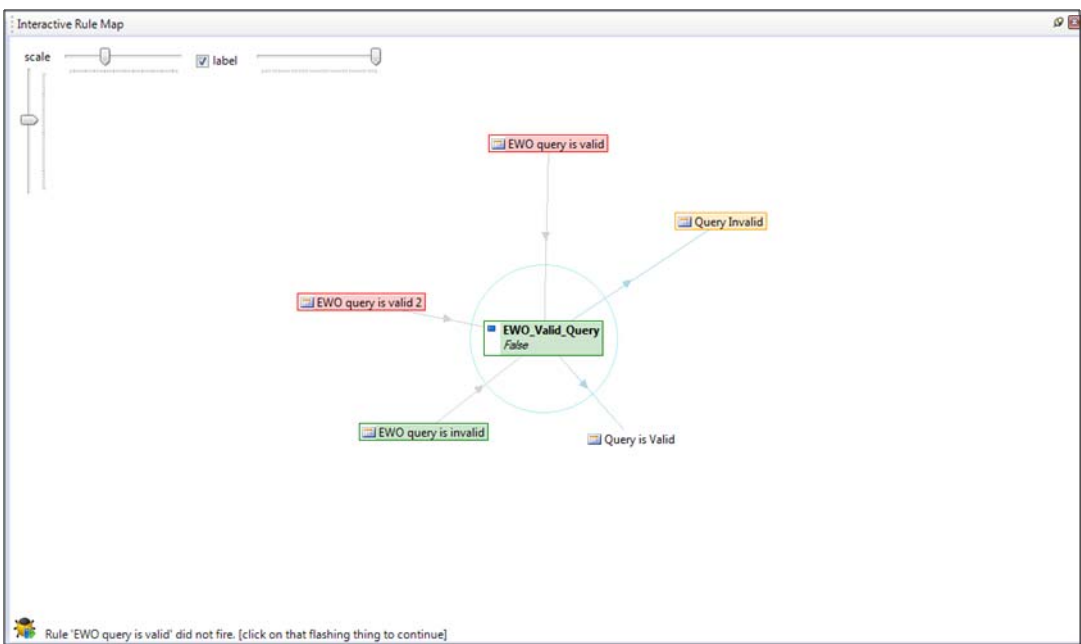 Interactive Rule Map
scale
label
EWO query is valid
Query Invalid
EWO query is valid 2
EWO_Valid_Query
False
EWO query is invalid
Query is Valid
Rule 'EWO query is valid' did not fire. [click on that flashing thing to continue]